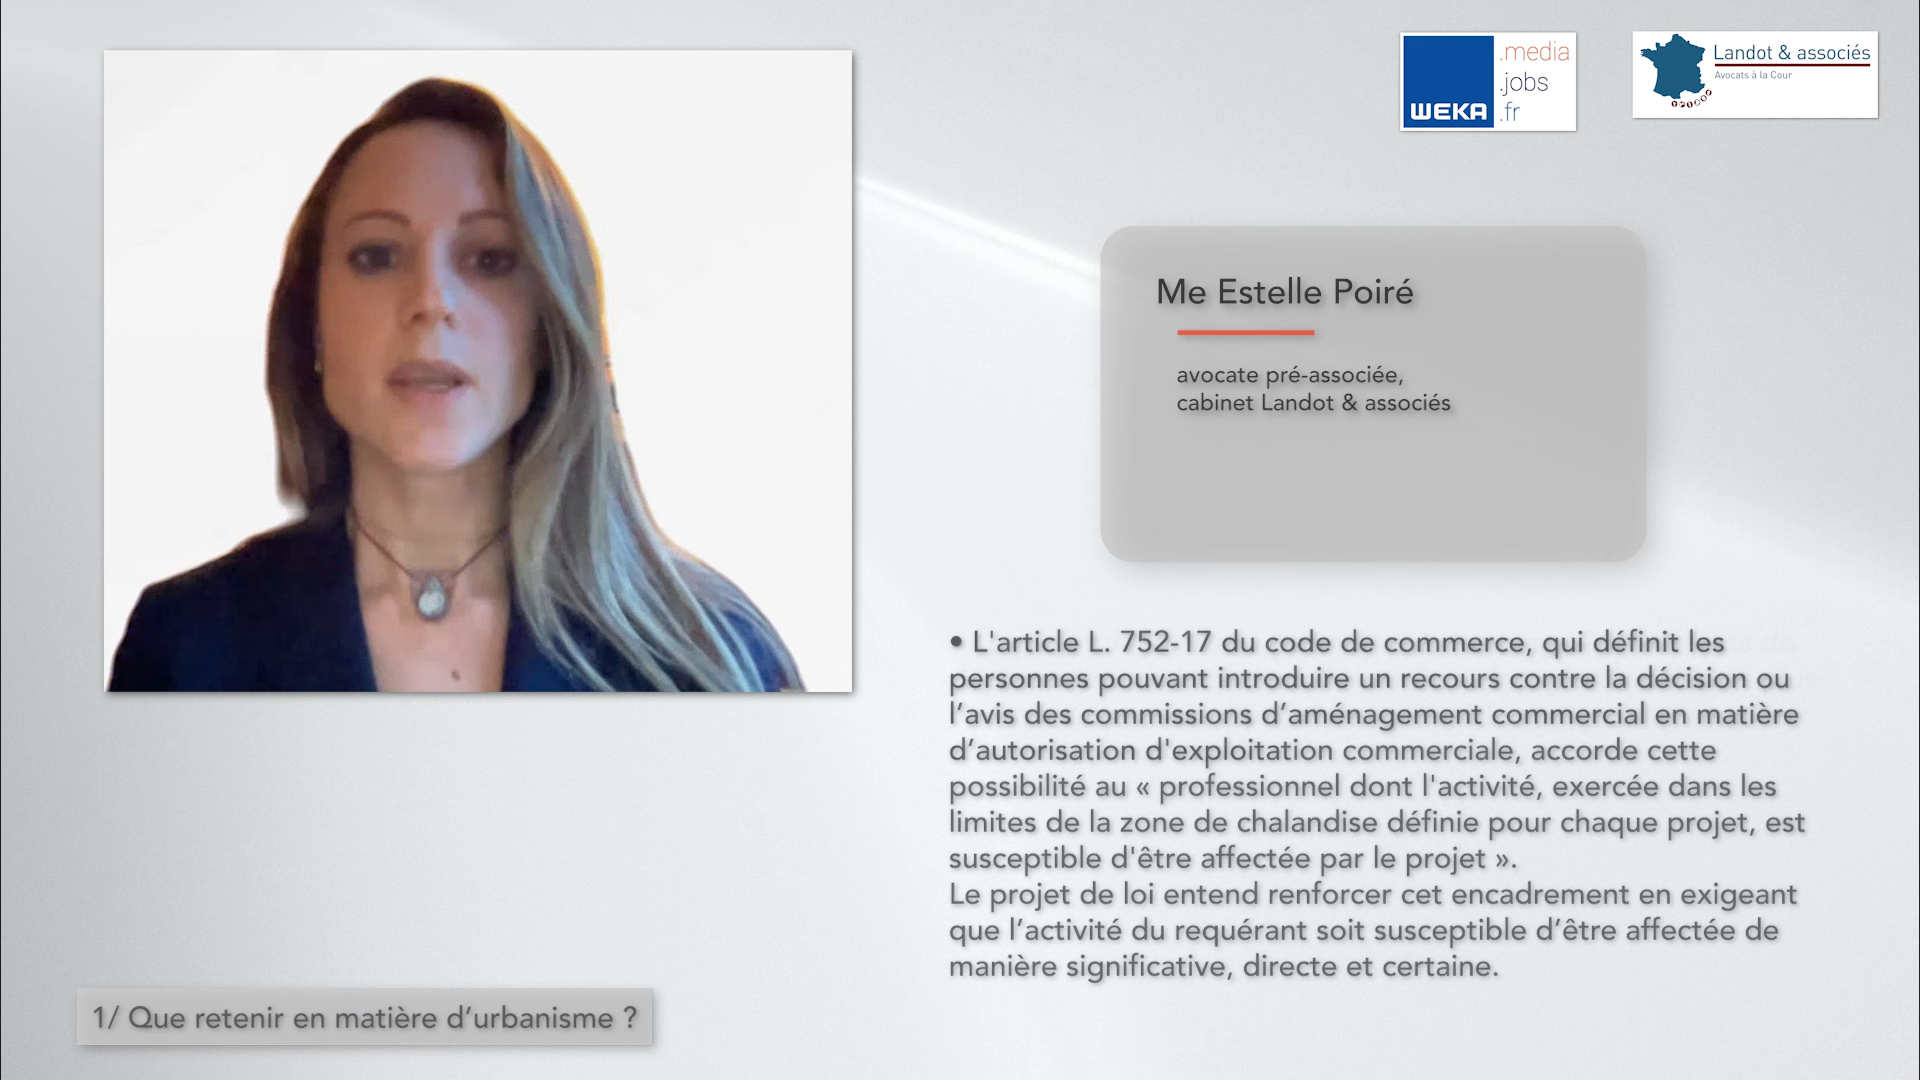 .media
.jobs
WEKA .fr
Landot & associés
Avocats à la Cour
Me Estelle Poiré
avocate pré-associée,
cabinet Landot & associés
• L'article L. 752-17 du code de commerce, qui définit les
personnes pouvant introduire un recours contre la décision ou
l’avis des commissions d’aménagement commercial en matière
d’autorisation d'exploitation commerciale, accorde cette
possibilité au « professionnel dont l'activité, exercée dans les
limites de la zone de chalandise définie pour chaque projet, est
susceptible d'être affectée par le projet ».
Le projet de loi entend renforcer cet encadrement en exigeant
que l’activité du requérant soit susceptible d’être affectée de
manière significative, directe et certaine.
1/ Que retenir en matière d’urbanisme ?